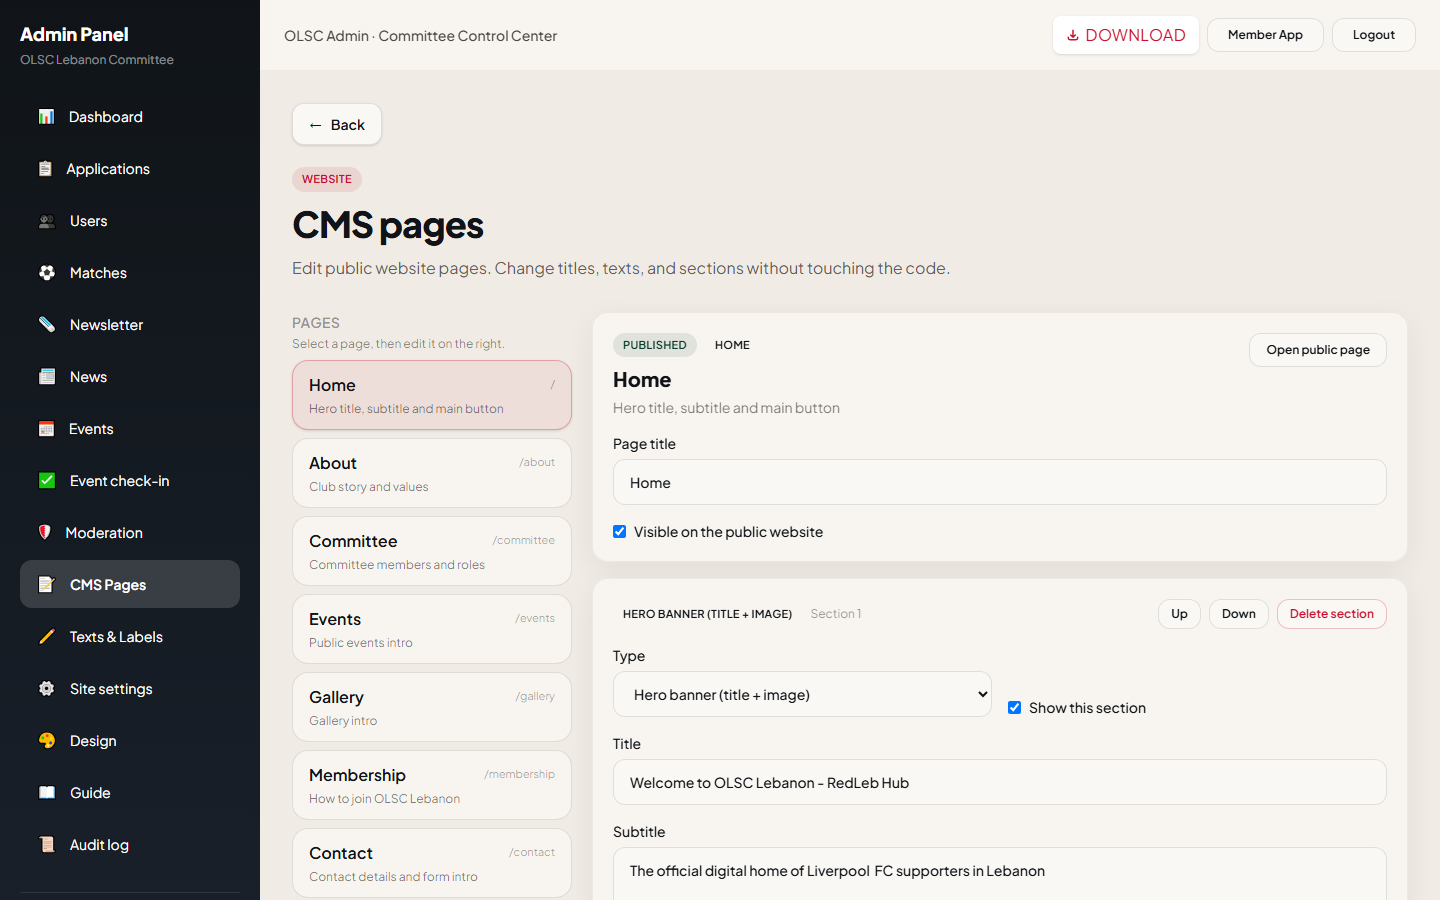 Admin Panel
OLSC Lebanon Committee
Dashboard
Applications
Users
Matches
Newsletter
News
Events
Event check-in
Moderation
CMS Pages
Texts & Labels
Site settings
Design
Guide
Audit log
OLSC Admin · Committee Control Center
DOWNLOAD
Member App
Logout
← Back
WEBSITE
CMS pages
Edit public website pages. Change titles, texts, and sections without touching the code.
PAGES
Select a page, then edit it on the right.
Home /
Hero title, subtitle and main button
About /about
Club story and values
Committee /committee
Committee members and roles
Events /events
Public events intro
Gallery /gallery
Gallery intro
Membership /membership
How to join OLSC Lebanon
Contact /contact
Contact details and form intro
PUBLISHED HOME
Open public page
Home
Hero title, subtitle and main button
Page title
Home
Visible on the public website
HERO BANNER (TITLE + IMAGE) Section 1
Up
Down
Delete section
Type
Hero banner (title + image)
Show this section
Title
Welcome to OLSC Lebanon - RedLeb Hub
Subtitle
The official digital home of Liverpool FC supporters in Lebanon